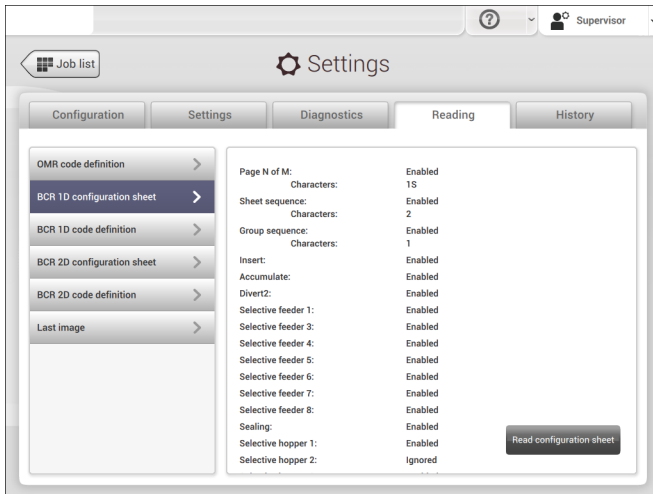 ?
Supervisor
Job list
Settings
Configuration
Settings
Diagnostics
Reading
History
OMR code definition
BCR 1D configuration sheet
BCR 1D code definition
BCR 2D configuration sheet
BCR 2D code definition
Last image
Page N of M: Enabled
Characters: 1S
Sheet sequence: Enabled
Characters: 2
Group sequence: Enabled
Characters: 1
Insert: Enabled
Accumulate: Enabled
Divert2: Enabled
Selective feeder 1: Enabled
Selective feeder 3: Enabled
Selective feeder 4: Enabled
Selective feeder 5: Enabled
Selective feeder 6: Enabled
Selective feeder 7: Enabled
Selective feeder 8: Enabled
Sealing: Enabled
Selective hopper 1: Enabled
Selective hopper 2: Ignored
Read configuration sheet